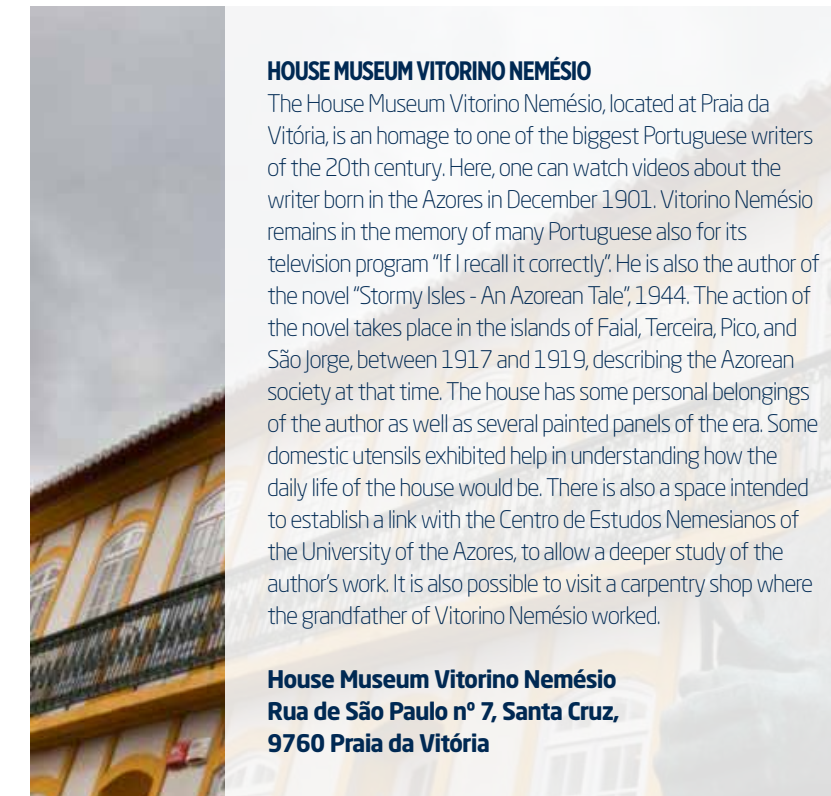 HOUSE MUSEUM VITORINO NEMÉSIO
The House Museum Vitorino Nemésio, located at Praia da
Vitória, is an homage to one of the biggest Portuguese writers
of the 20th century. Here, one can watch videos about the
writer born in the Azores in December 1901. Vitorino Nemésio
remains in the memory of many Portuguese also for its
television program "If I recall it correctly". He is also the author of
the novel "Stormy Isles - An Azorean Tale", 1944. The action of
the novel takes place in the islands of Faial, Terceira, Pico, and
São Jorge, between 1917 and 1919, describing the Azorean
society at that time. The house has some personal belongings
of the author as well as several painted panels of the era. Some
domestic utensils exhibited help in understanding how the
daily life of the house would be. There is also a space intended
to establish a link with the Centro de Estudos Nemesianos of
the University of the Azores, to allow a deeper study of the
author's work. It is also possible to visit a carpentry shop where
the grandfather of Vitorino Nemésio worked.
House Museum Vitorino Nemésio
Rua de São Paulo nº 7, Santa Cruz,
9760 Praia da Vitória